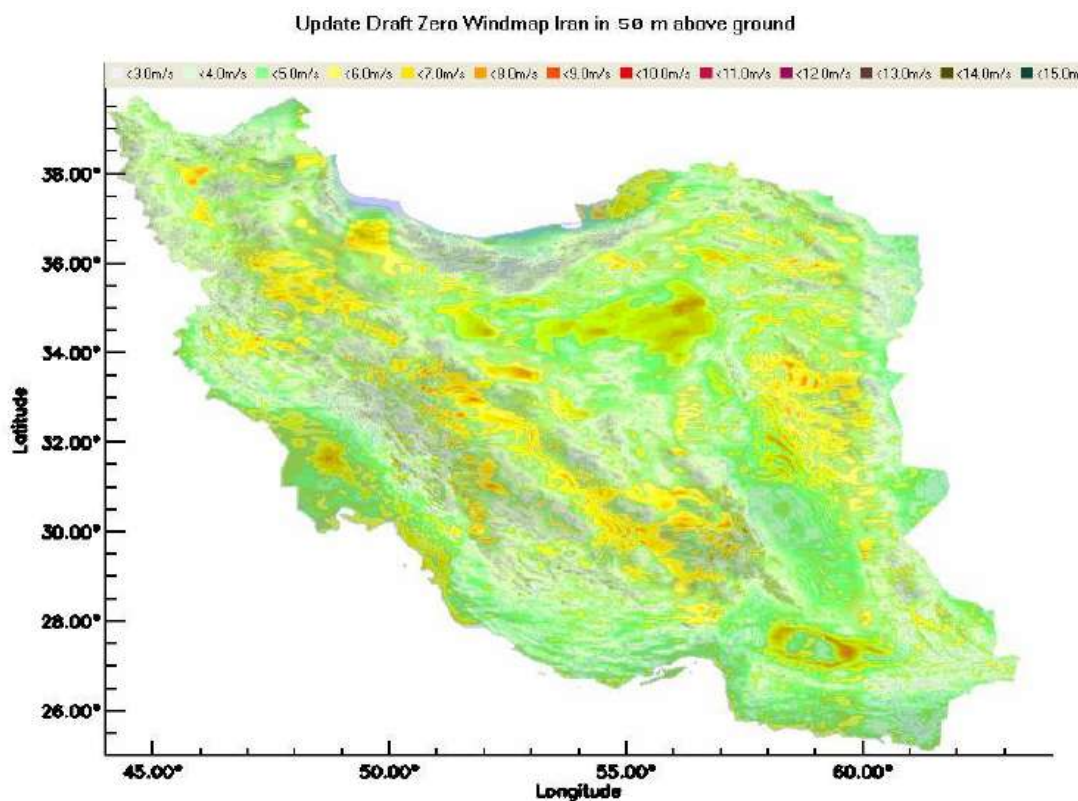 Update Draft Zero Windmap Iran in 50 m above ground
<3.0m/s <4.0m/s <5.0m/s <6.0m/s <7.0m/s <8.0m/s <9.0m/s <10.0m/s <11.0m/s <12.0m/s <13.0m/s <14.0m/s <15.0m
38.00°
36.00°
34.00°
32.00°
30.00°
28.00°
26.00°
Latitude
45.00° 50.00° 55.00° 60.00°
Longitude